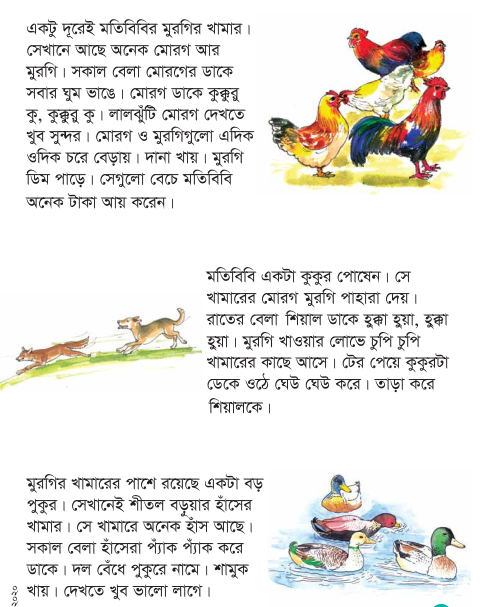 একটু দূরেই মতিবিবির মুরগির খামার।
সেখানে আছে অনেক মোরগ আর
মুরগি। সকাল বেলা মোরগের ডাকে
সবার ঘুম ভাঙে। মোরগ ডাকে কুক্কুরু
কু, কুক্কুরু কু। লালঝুঁটি মোরগ দেখতে
খুব সুন্দর। মোরগ ও মুরগিগুলো এদিক
ওদিক চরে বেড়ায়। দানা খায়। মুরগি
ডিম পাড়ে। সেগুলো বেচে মতিবিবি
অনেক টাকা আয় করেন।
মতিবিবি একটা কুকুর পোষেন। সে
খামারের মোরগ মুরগি পাহারা দেয়।
রাতের বেলা শিয়াল ডাকে হুক্কা হুয়া, হুক্কা
হুয়া। মুরগি খাওয়ার লোভে চুপি চুপি
খামারের কাছে আসে। টের পেয়ে কুকুরটা
ডেকে ওঠে ঘেউ ঘেউ করে। তাড়া করে
শিয়ালকে।
মুরগির খামারের পাশে রয়েছে একটা বড়
পুকুর। সেখানেই শীতল বড়ুয়ার হাঁসের
খামার। সে খামারে অনেক হাঁস আছে।
সকাল বেলা হাঁসেরা প্যাঁক প্যাঁক করে
ডাকে। দল বেঁধে পুকুরে নামে। শামুক
খায়। দেখতে খুব ভালো লাগে।
২০২০